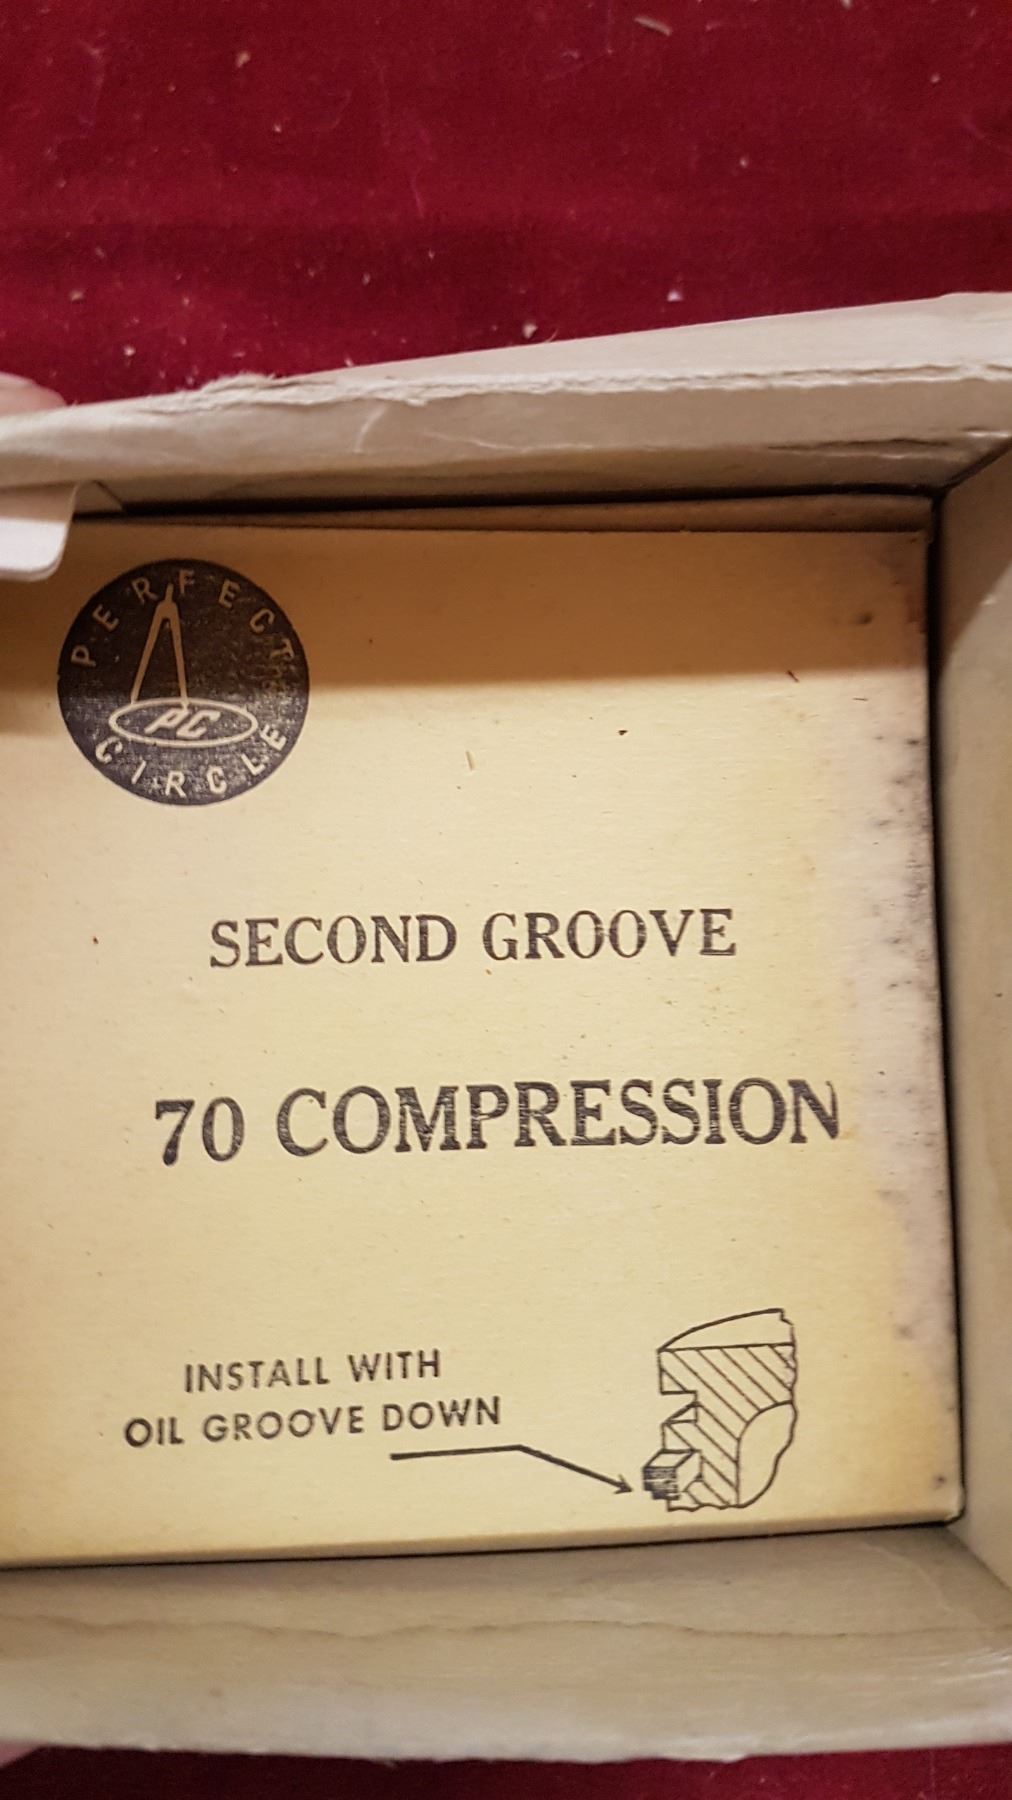 PERFECT
PC
CIRCLE
SECOND GROOVE
70 COMPRESSION
INSTALL WITH
OIL GROOVE DOWN